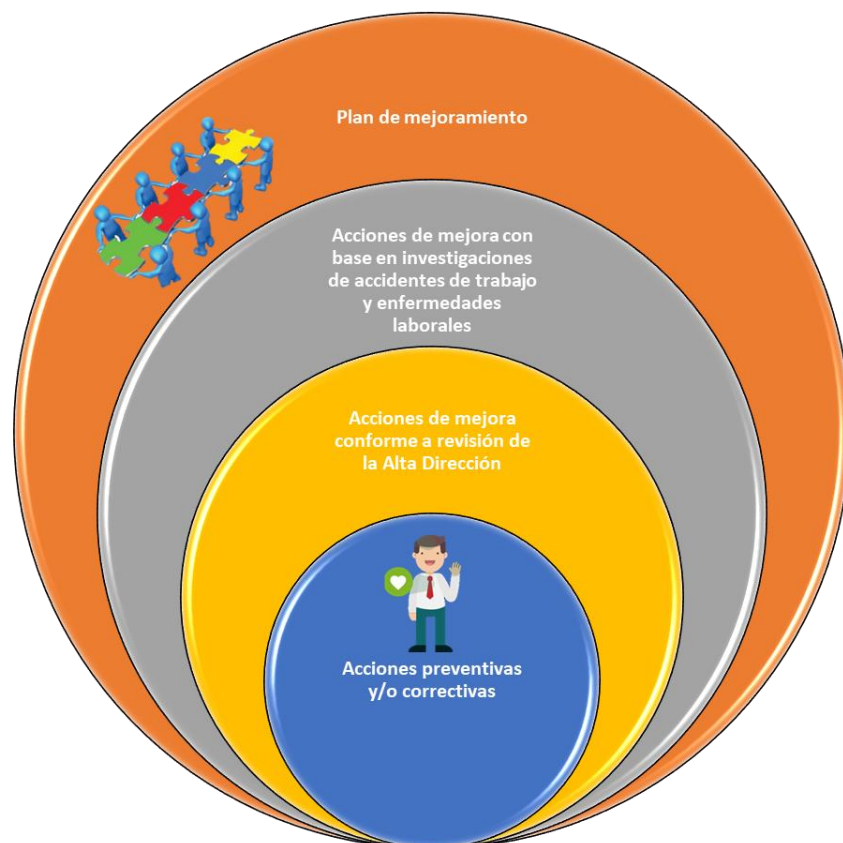 Plan de mejoramiento
Acciones de mejora con
base en investigaciones
de accidentes de trabajo
y enfermedades
laborales
Acciones de mejora
conforme a revisión de
la Alta Dirección
Acciones preventivas
y/o correctivas